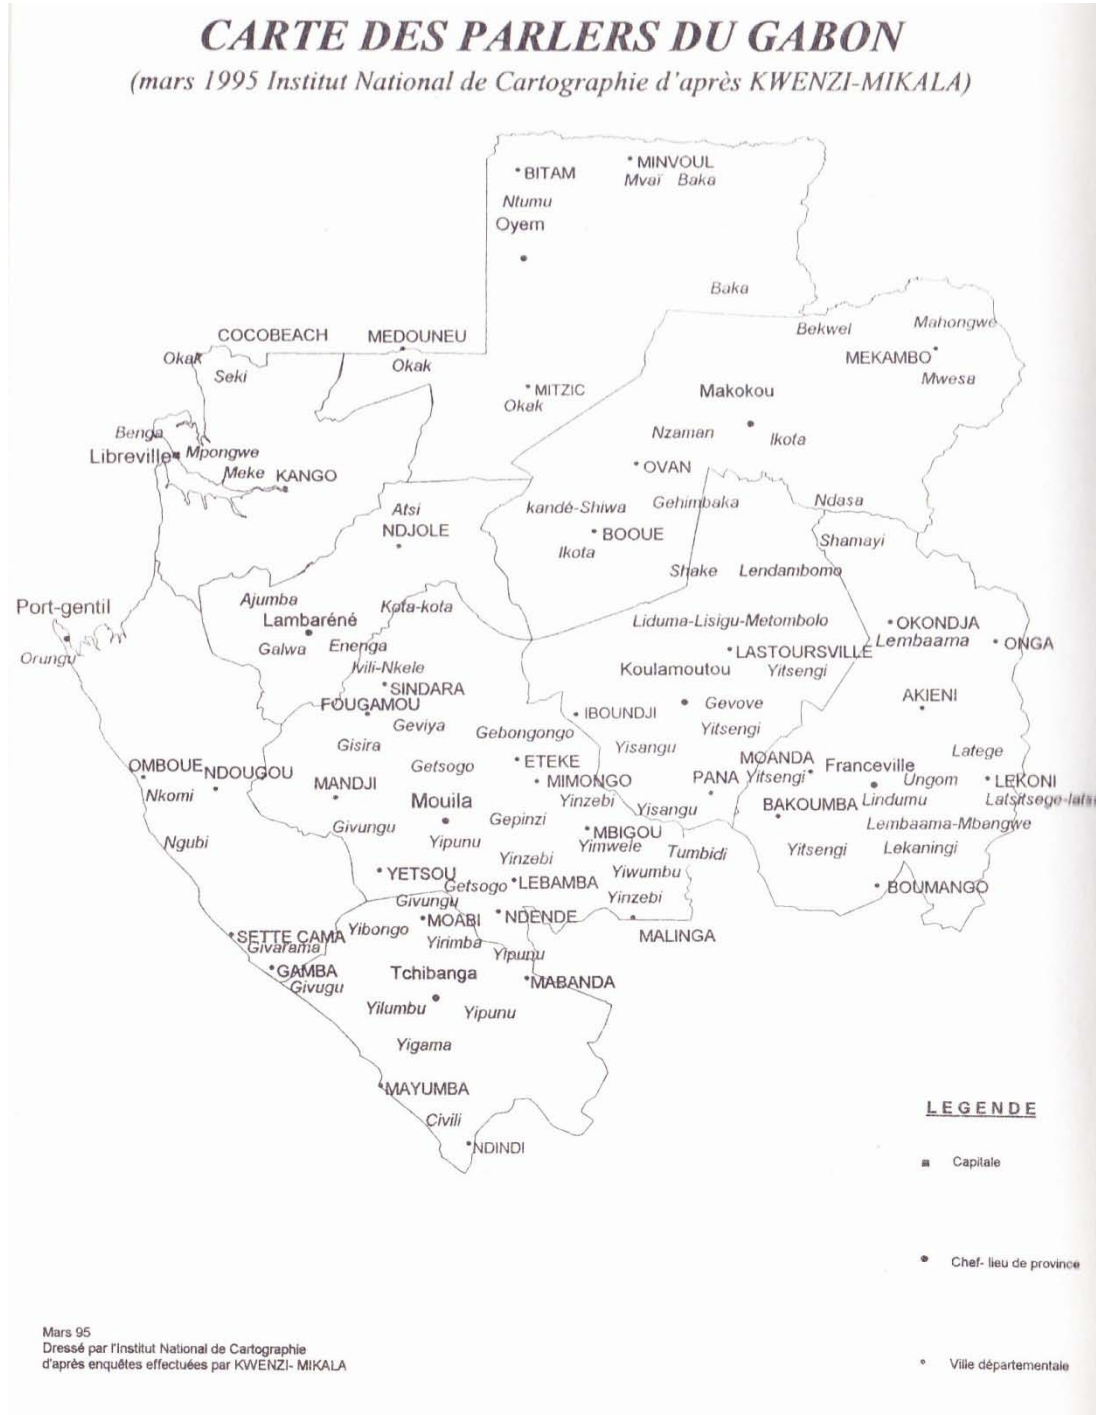 CARTE DES PARLERS DU GABON
(mars 1995 Institut National de Cartographie d'après KWENZI-MIKALA)
MINVOUL
BITAM
Mvaï Baka
Ntumu
Oyem
Baka
Bekwel
Mahongwe
COCOBEACH
MEDOUNEU
Okak
Okak
Seki
MEKAMBO
Mwesa
MITZIC
Okak
Makokou
Benga
Nzaman
Ikota
Libreville
Mpongwe
Meke
KANGO
OVAN
Atsi
kandé-Shiwa
Gehimbaka
Ndasa
NDJOLE
BOOUE
Shamayi
Ikota
Shake
Lendambomo
Port-gentil
Ajumba
Kota-kota
Lambaréné
Liduma-Lisigu-Metombolo
OKONDJA
Orungu
Galwa
Enenga
Lembaama
ONGA
LASTOURSVILLE
Ivili-Nkele
Koulamoutou
Yitsengi
SINDARA
AKIENI
FOUGAMOU
Gevove
IBOUNDJI
Geviya
Gebongongo
Yitsengi
Gisira
Yisangu
Latege
OMBOUE
NDOUGOU
Getsogo
ETEKE
MOANDA
Franceville
MANDJI
MIMONGO
PANA
Yitsengi
Ungom
LEKONI
Nkomi
Mouila
Yinzebi
Yisangu
BAKOUMBA
Lindumu
Givungu
Gepinzi
MBIGOU
Lembaama-Mbangwe
Ngubi
Yipunu
Yimwele
Tumbidi
Yitsengi
Lekaningi
Yinzebi
YETSOU
Getsogo
LEBAMBA
Yiwumbu
BOUMANGO
Givungu
Yinzebi
MOABI
NDENDE
SETTE CAMA
Yibongo
MALINGA
Givarama
Yirimba
Yipunu
GAMBA
Tchibanga
MABANDA
Givugu
Yilumbu
Yipunu
Yigama
MAYUMBA
Civili
NDINDI
LEGENDE
Capitale
Chef- lieu de province
Ville départementale
Mars 95
Dressé par l'Institut National de Cartographie
d'après enquêtes effectuées par KWENZI- MIKALA